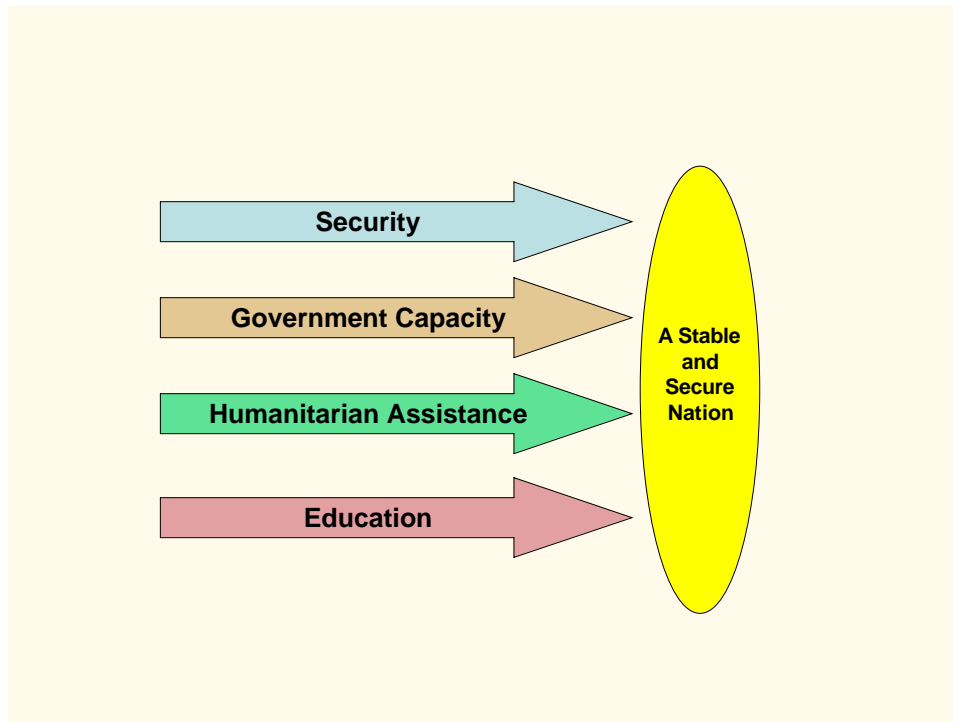 Security
Government Capacity
Humanitarian Assistance
Education
A Stable
and
Secure
Nation